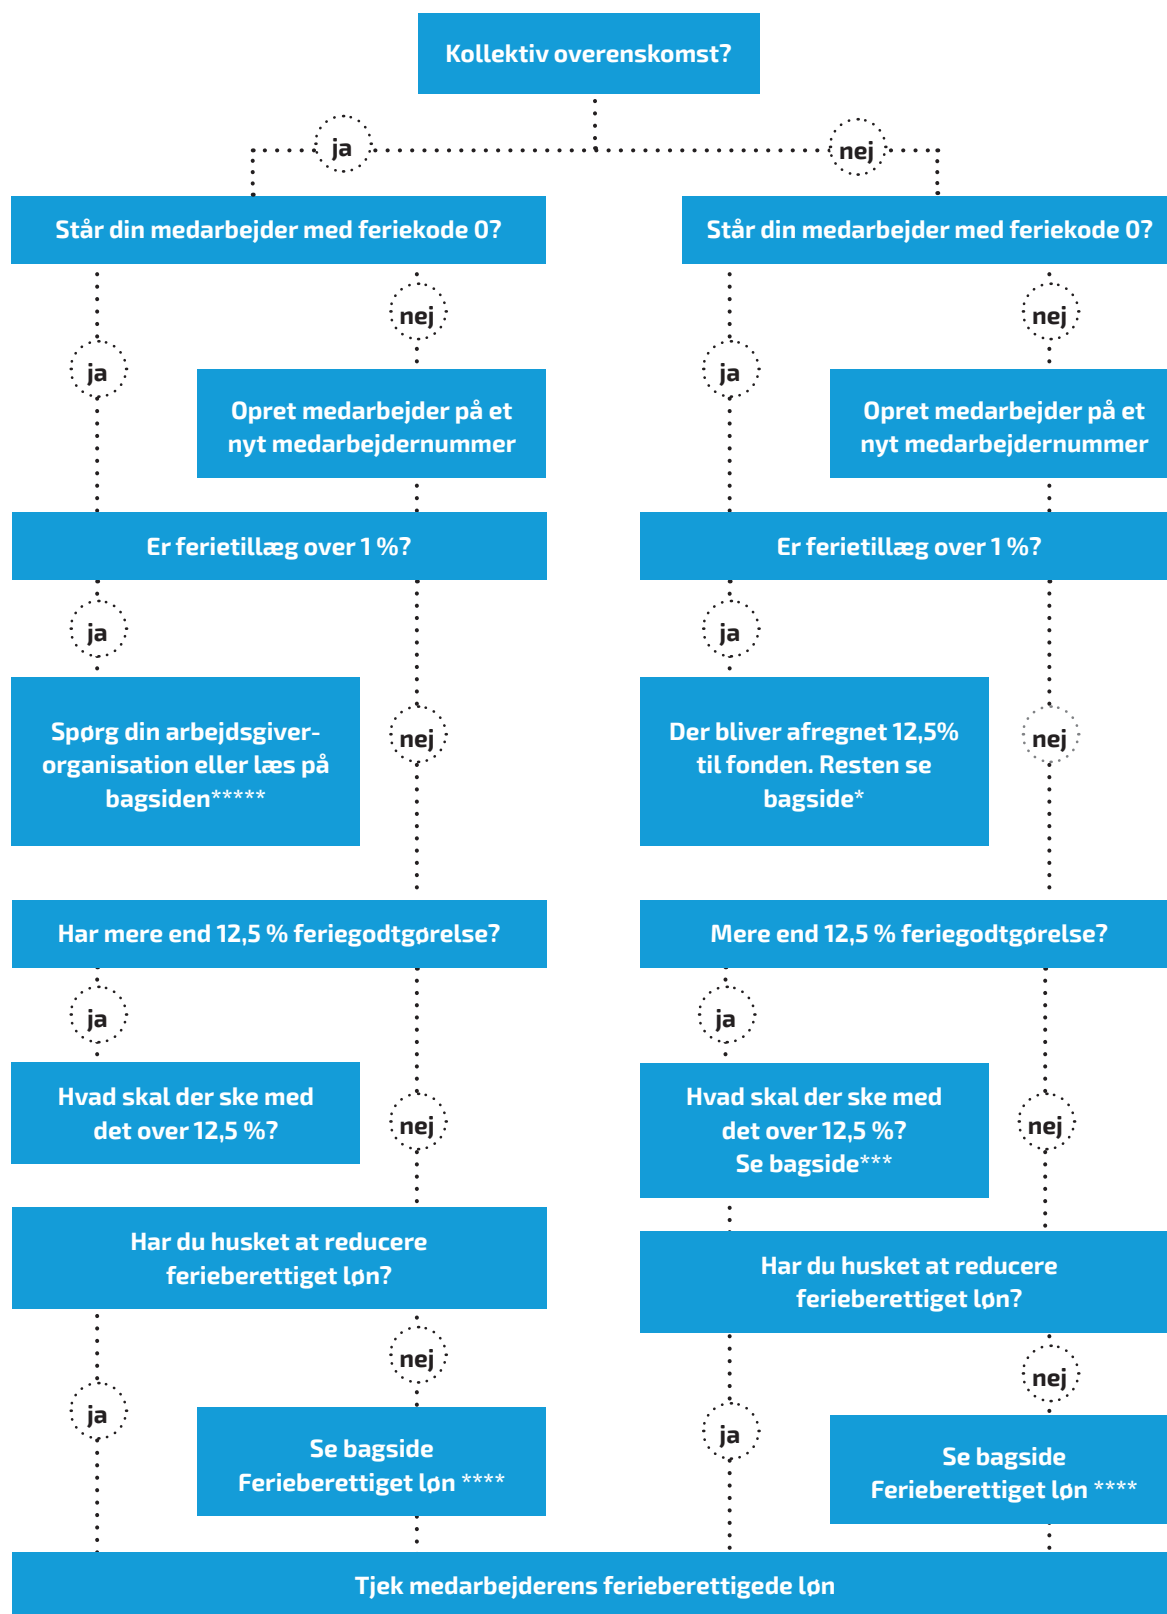 Kollektiv overenskomst?
ja
nej
Står din medarbejder med feriekode 0?
Står din medarbejder med feriekode 0?
nej
nej
ja
ja
Opret medarbejder på et
nyt medarbejdernummer
Opret medarbejder på et
nyt medarbejdernummer
Er ferietillæg over 1 %?
Er ferietillæg over 1 %?
ja
ja
Spørg din arbejdsgiver-
organisation eller læs på
bagsiden*****
nej
Der bliver afregnet 12,5%
til fonden. Resten se
bagside*
nej
Har mere end 12,5 % feriegodtgørelse?
Mere end 12,5 % feriegodtgørelse?
ja
ja
Hvad skal der ske med
det over 12,5 %?
nej
Hvad skal der ske med
det over 12,5 %?
Se bagside***
nej
Har du husket at reducere
ferieberettiget løn?
Har du husket at reducere
ferieberettiget løn?
nej
nej
ja
ja
Se bagside
Ferieberettiget løn ****
Se bagside
Ferieberettiget løn ****
Tjek medarbejderens ferieberettigede løn